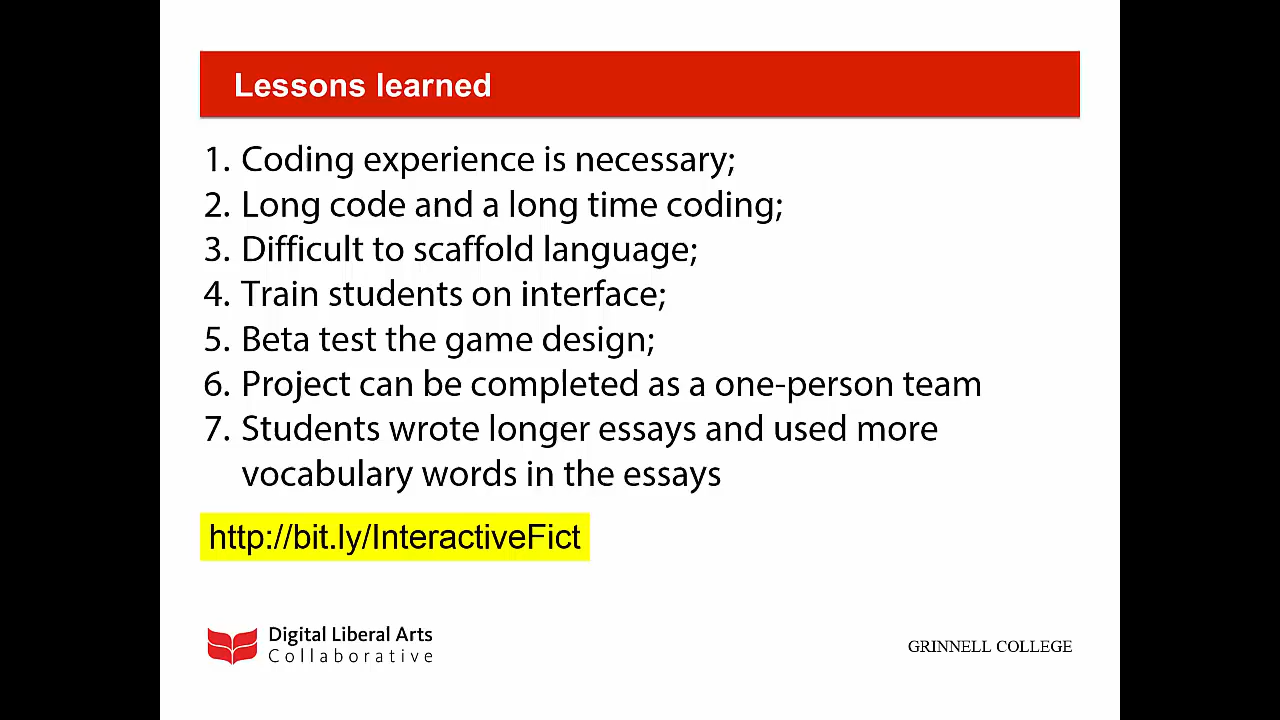 Lessons learned
1. Coding experience is necessary;
2. Long code and a long time coding;
3. Difficult to scaffold language;
4. Train students on interface;
5. Beta test the game design;
6. Project can be completed as a one-person team
7. Students wrote longer essays and used more
vocabulary words in the essays
http://bit.ly/InteractiveFict
Digital Liberal Arts
Collaborative
GRINNELL COLLEGE